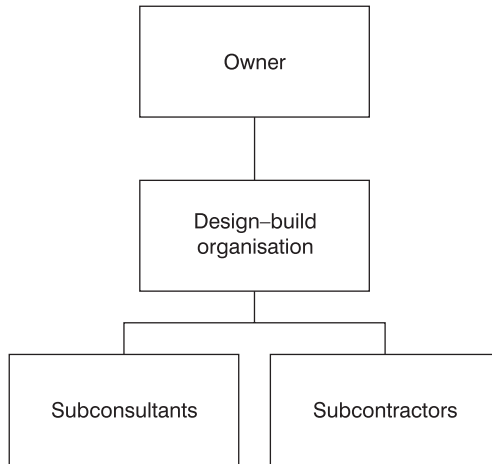 Owner
Design–build
organisation
Subconsultants
Subcontractors